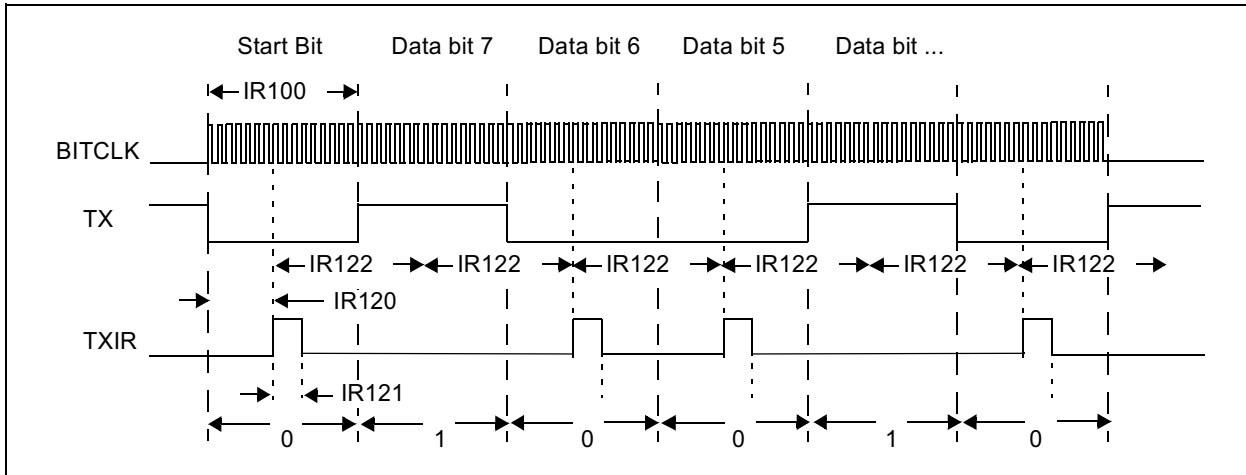 Start Bit Data bit 7 Data bit 6 Data bit 5 Data bit ...
IR100
BITCLK
TX
IR122 IR122 IR122 IR122 IR122 IR122
IR120
TXIR
IR121
0 1 0 0 1 0